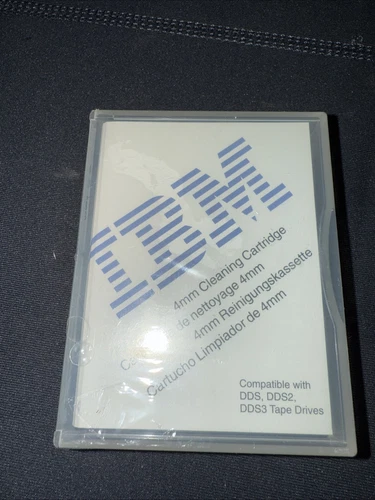 IBM
4mm Cleaning Cartridge
de nettoyage 4mm
4mm Reinigungskassette
Cartucho Limpiador de 4mm
Compatible with
DDS, DDS2,
DDS3 Tape Drives